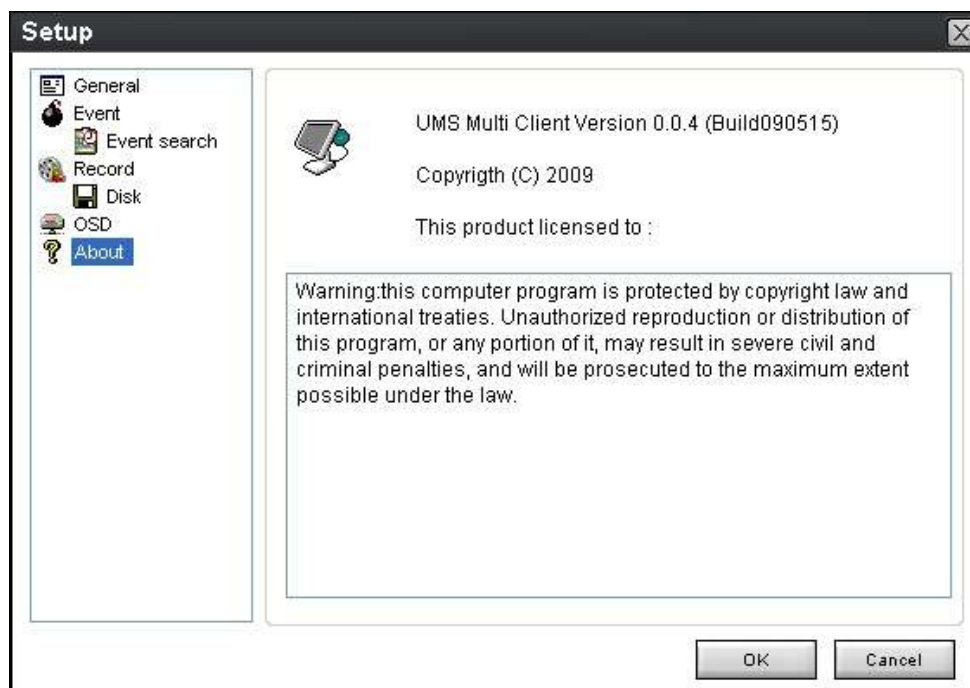 Setup
General
Event
Event search
Record
Disk
OSD
About
UMS Multi Client Version 0.0.4 (Build090515)
Copyrigth (C) 2009
This product licensed to :
Warning:this computer program is protected by copyright law and
international treaties. Unauthorized reproduction or distribution of
this program, or any portion of it, may result in severe civil and
criminal penalties, and will be prosecuted to the maximum extent
possible under the law.
OK
Cancel